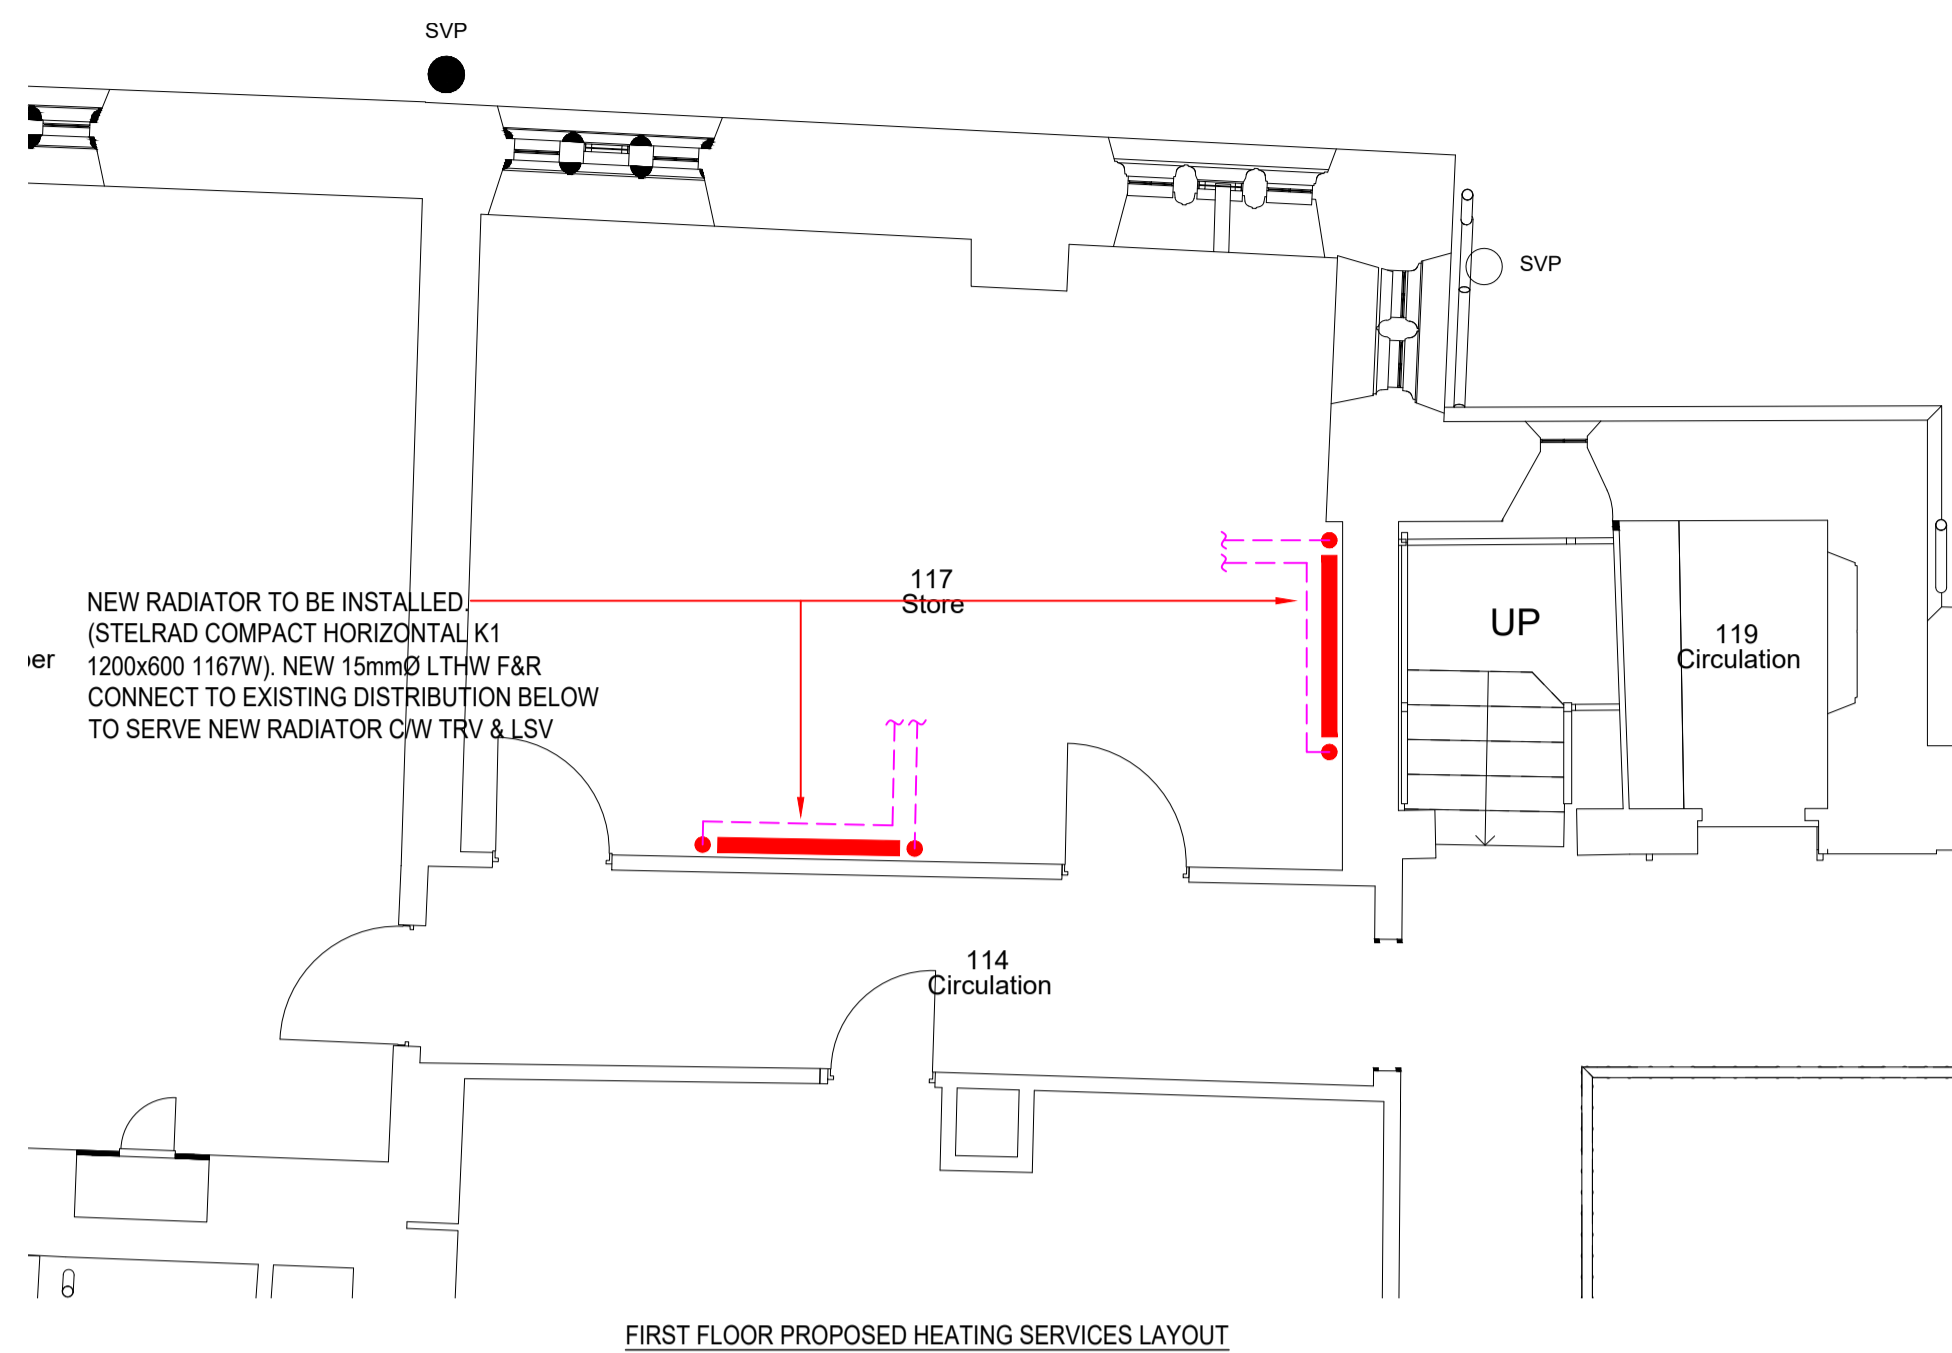 SVP
SVP
117
Store
NEW RADIATOR TO BE INSTALLED.
(STELRAD COMPACT HORIZONTAL K1
1200x600 1167W). NEW 15mmØ LTHW F&R
CONNECT TO EXISTING DISTRIBUTION BELOW
TO SERVE NEW RADIATOR C/W TRV & LSV
UP
119
Circulation
114
Circulation
FIRST FLOOR PROPOSED HEATING SERVICES LAYOUT